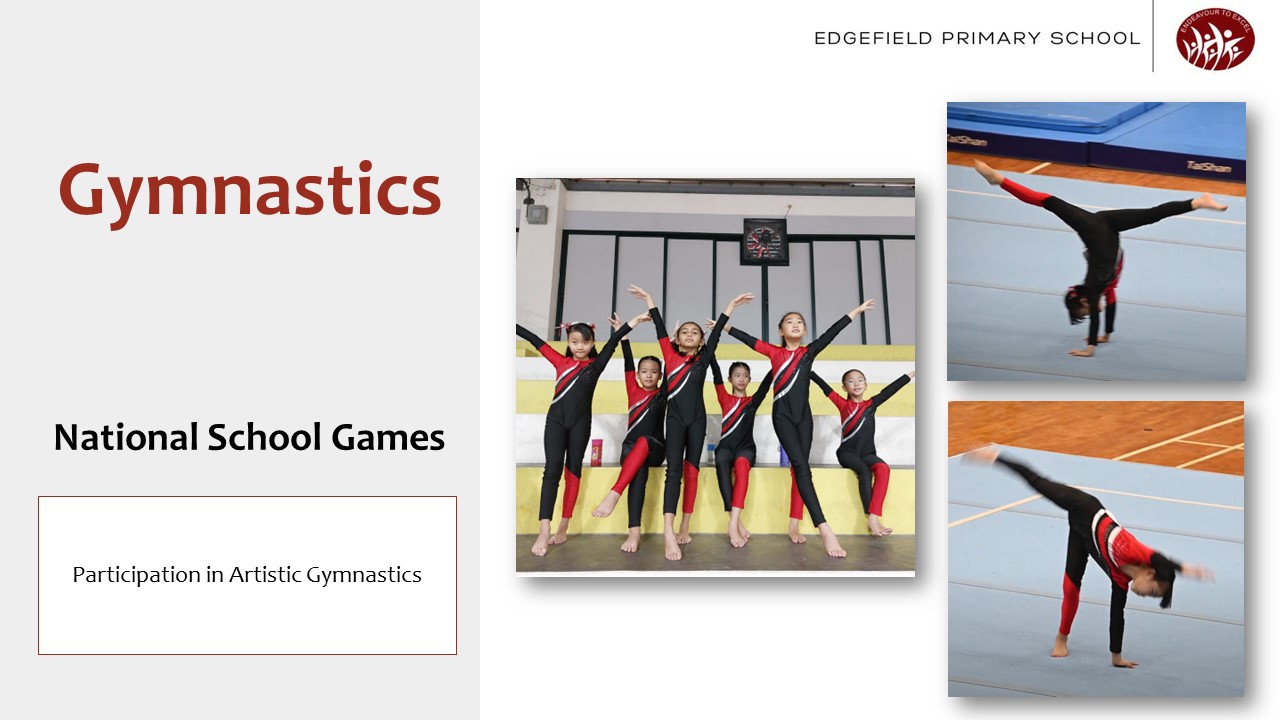 EDGEFIELD PRIMARY SCHOOL
ENDEAVOUR TO EXCEL
Gymnastics
National School Games
Participation in Artistic Gymnastics
TaiShan
TaiShan